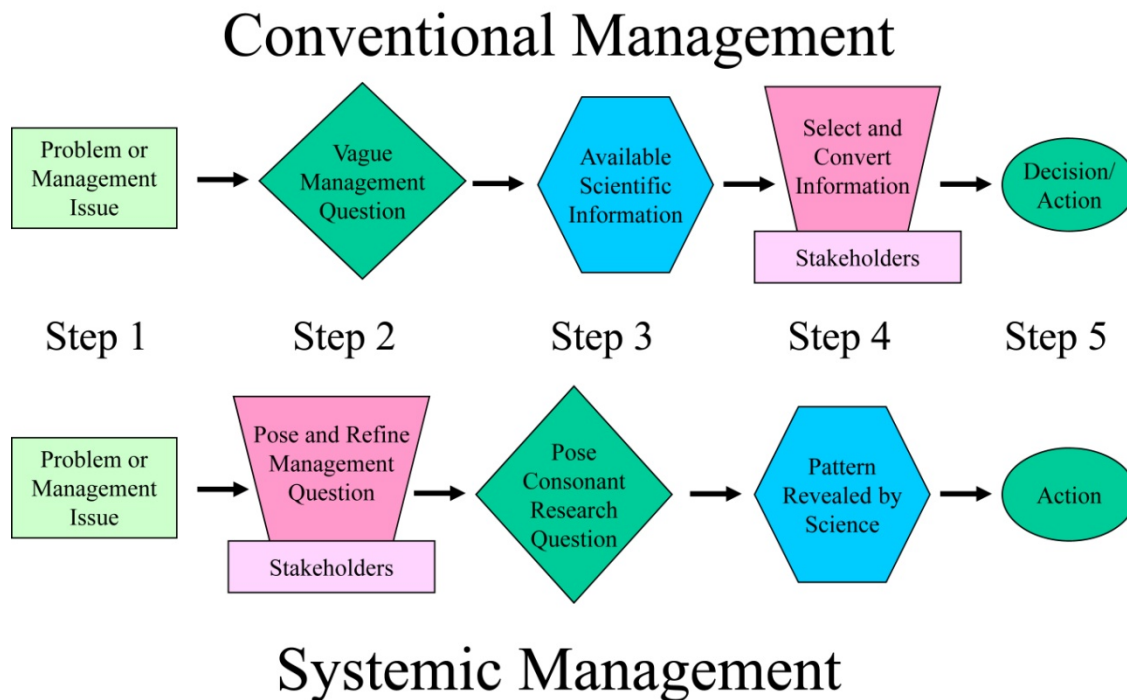 Conventional Management
Problem or
Management
Issue
Vague
Management
Question
Available
Scientific
Information
Select and
Convert
Information
Stakeholders
Decision/
Action
Step 1
Step 2
Step 3
Step 4
Step 5
Problem or
Management
Issue
Pose and Refine
Management
Question
Stakeholders
Pose
Consonant
Research
Question
Pattern
Revealed by
Science
Action
Systemic Management